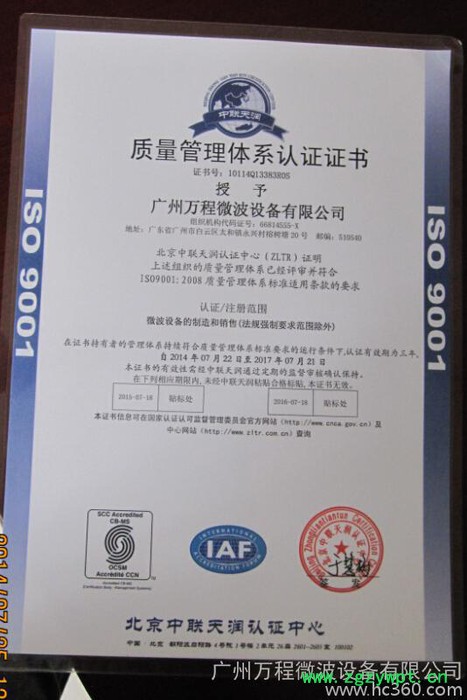 中联天润
质量管理体系认证证书
证书号：10114Q13383R0S
授 予
广州万程微波设备有限公司
组织机构代码证号：66814555-X
地址：广东省广州市白云区太和镇永兴村榕树塘20号 邮编：510540
北京中联天润认证中心（ZLTR）证明
上述组织的质量管理体系已经评审并符合
ISO9001:2008 质量管理体系标准适用条款的要求
认证/注册范围
微波设备的制造和销售(法规强制要求范围除外)
在证书持有者的管理体系持续符合质量管理体系标准要求的运行条件下,认证有效期为三年,
自 2014 年 07 月 22 日至 2017 年 07 月 21 日
本证书的有效性需经中联天润通过定期的监督审核确认保持。
在下列相应期限内,未经中联天润粘贴合格标贴,本证书无效。
2015-07-18 贴标处 2016-07-18 贴标处
本证书信息可在国家认证认可监督管理委员会官方网站（http://www.cnca.gov.cn）及
中心网站（http://www.zltr.com.cn）查询
ISO 9001
ISO 9001
SCC Accredited
CB-MS
OCSM
Accrédité CCN
INTERNATIONAL
IAF
ACCREDITATION FORUM
北京中联天润认证中心
www.zgzywpt.com
广州万程微波设备有限公司
www.hc360.com